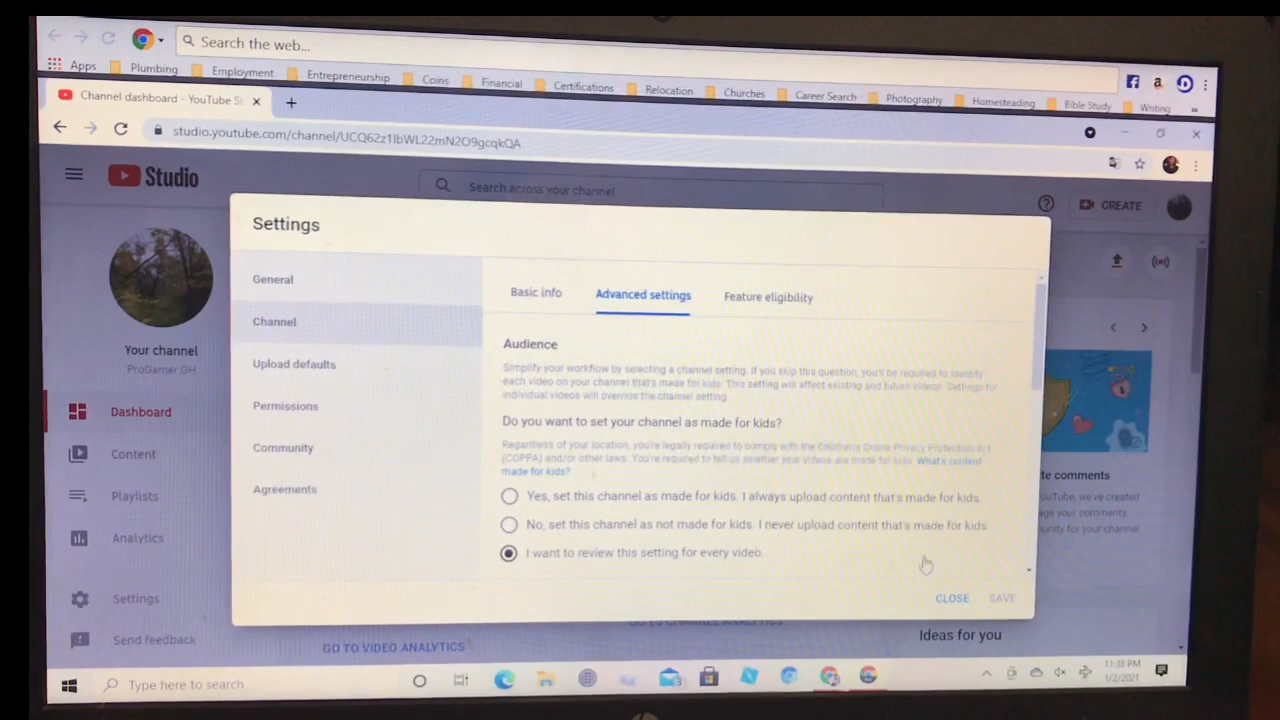 Search the web...
Apps Plumbing Employment Entrepreneurship Coins Financial Certifications Relocation Churches Career Search Photography Homesteading Bible Study Writing »
Channel dashboard - YouTube St
studio.youtube.com/channel/UCQ62z1lbWL22mN2O9gcqkQA
Studio
Search across your channel
CREATE
Settings
General
Channel
Upload defaults
Permissions
Community
Agreements
Basic info Advanced settings Feature eligibility
Audience
Simplify your workflow by selecting a channel setting. If you skip this question, you'll be required to identify
each video on your channel that's made for kids. This setting will affect existing and future videos. Settings for
individual videos will override the channel setting.
Do you want to set your channel as made for kids?
Regardless of your location, you're legally required to comply with the Children's Online Privacy Protection Act
(COPPA) and/or other laws. You're required to tell us whether your videos are made for kids. What's content
made for kids?
Yes, set this channel as made for kids. I always upload content that's made for kids.
No, set this channel as not made for kids. I never upload content that's made for kids.
I want to review this setting for every video.
CLOSE SAVE
Your channel
ProGamer GH
Dashboard
Content
Playlists
Analytics
Settings
Send feedback
te comments
ouTube, we've created
age your comments
unity for your channel
GO TO VIDEO ANALYTICS
Ideas for you
Type here to search
11:38 PM
1/2/2021